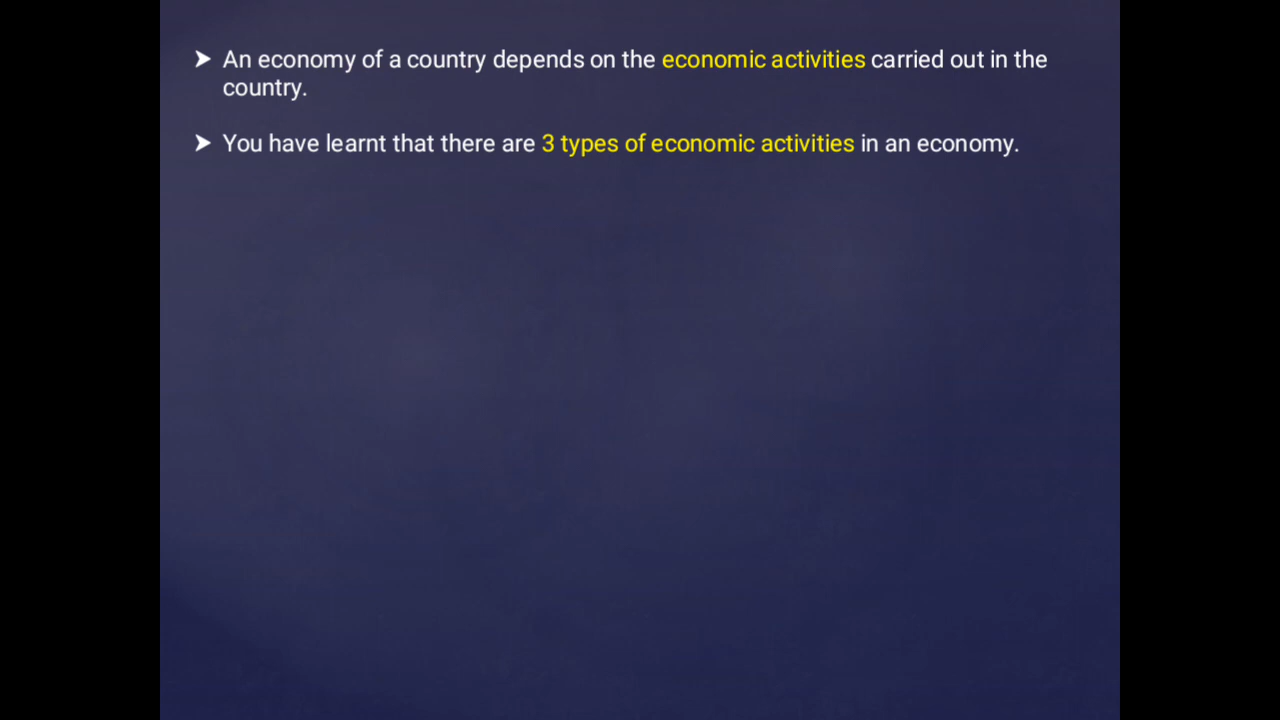 ➤ An economy of a country depends on the economic activities carried out in the
country.
➤ You have learnt that there are 3 types of economic activities in an economy.